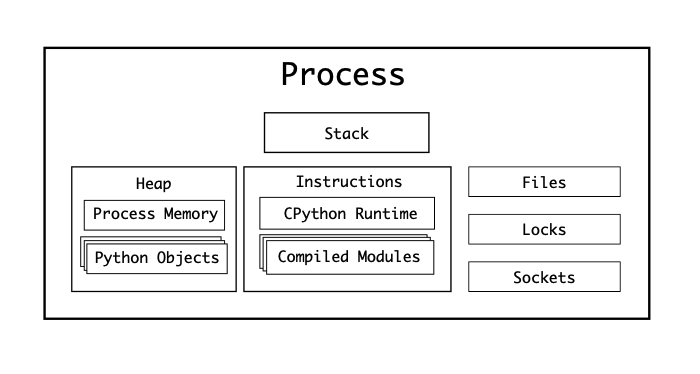 Process
Stack
Heap
Process Memory
Python Objects
Instructions
CPython Runtime
Compiled Modules
Files
Locks
Sockets